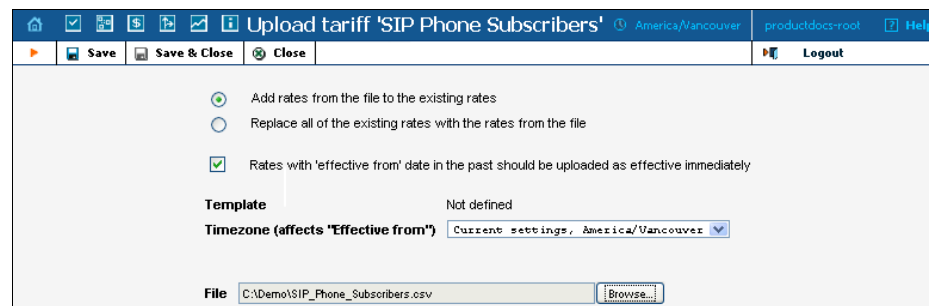 Upload tariff 'SIP Phone Subscribers' America/Vancouver productdocs-root ? Help
Save Save & Close Close Logout
Add rates from the file to the existing rates
Replace all of the existing rates with the rates from the file
Rates with 'effective from' date in the past should be uploaded as effective immediately
Template Not defined
Timezone (affects "Effective from") Current settings, America/Vancouver
File C:\Demo\SIP_Phone_Subscribers.csv Browse...